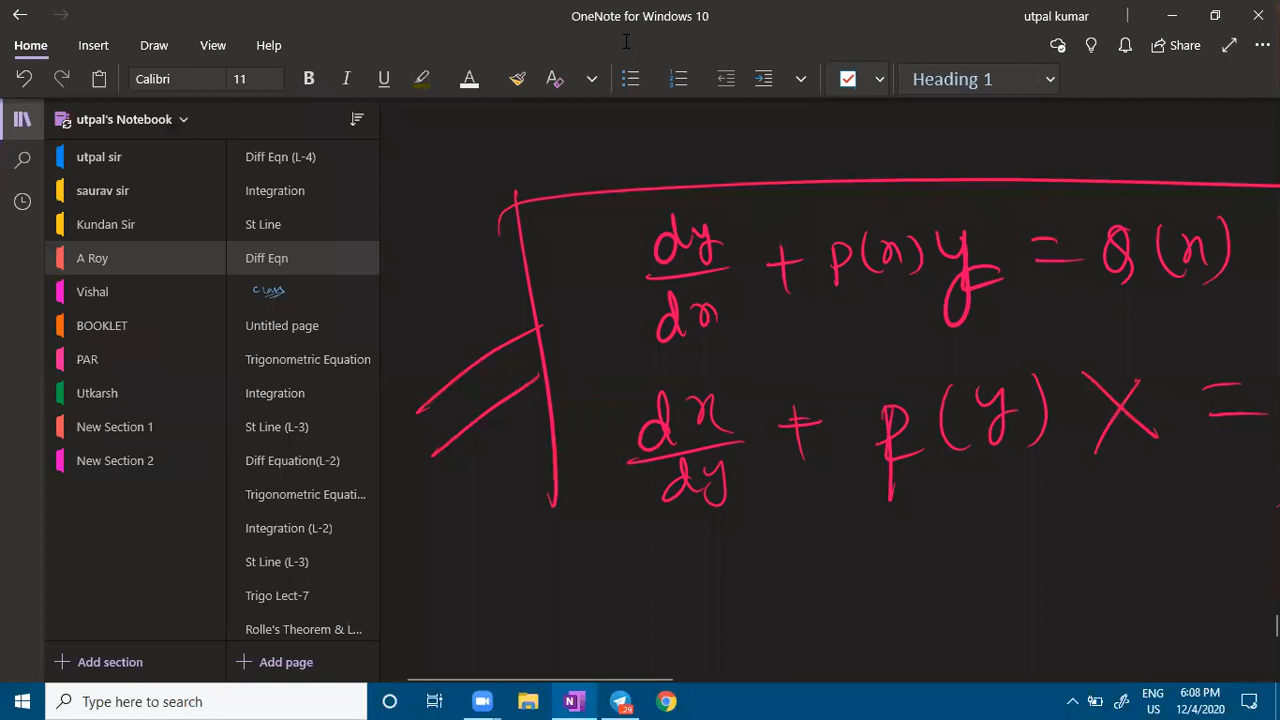 OneNote for Windows 10
utpal kumar
Home
Insert
Draw
View
Help
Share
Calibri
11
B
I
U
A
Heading 1
utpal's Notebook
utpal sir
saurav sir
Kundan Sir
A Roy
Vishal
BOOKLET
PAR
Utkarsh
New Section 1
New Section 2
Add section
Diff Eqn (L-4)
Integration
St Line
Diff Eqn
class
Untitled page
Trigonometric Equation
Integration
St Line (L-3)
Diff Equation(L-2)
Trigonometric Equati...
Integration (L-2)
St Line (L-3)
Trigo Lect-7
Rolle's Theorem & L...
Add page
dy/dx + p(x)y = Q(x)
dx/dy + p(y) X =
Type here to search
28
ENG
US
6:08 PM
12/4/2020